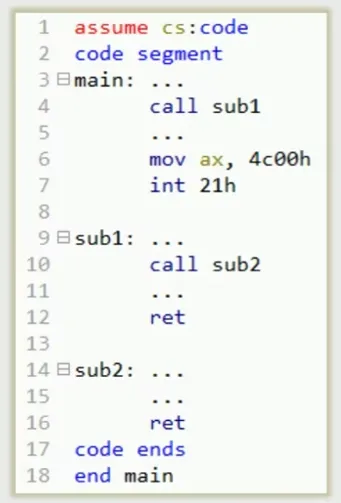 1 assume cs:code
2 code segment
3 main: ...
4 call sub1
5 ...
6 mov ax, 4c00h
7 int 21h
8
9 sub1: ...
10 call sub2
11 ...
12 ret
13
14 sub2: ...
15 ...
16 ret
17 code ends
18 end main